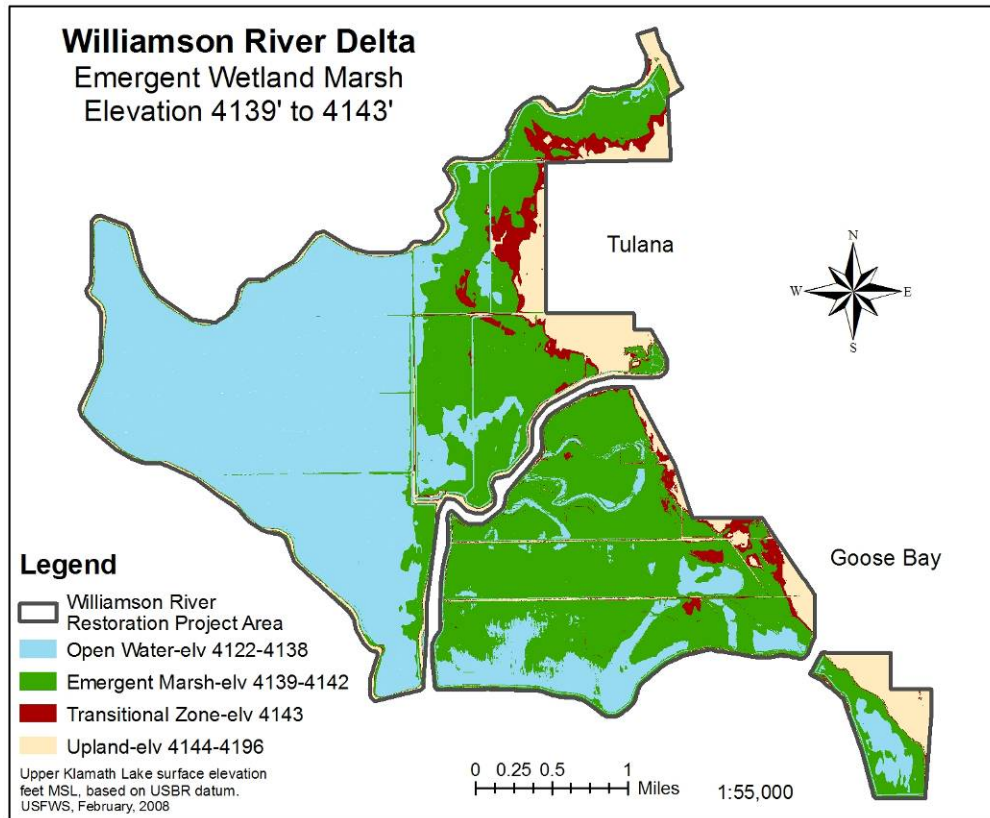 Williamson River Delta
Emergent Wetland Marsh
Elevation 4139' to 4143'
Tulana
N
W
E
S
Goose Bay
Legend
Williamson River
Restoration Project Area
Open Water-elv 4122-4138
Emergent Marsh-elv 4139-4142
Transitional Zone-elv 4143
Upland-elv 4144-4196
Upper Klamath Lake surface elevation
feet MSL, based on USBR datum.
USFWS, February, 2008
0 0.25 0.5 1
Miles
1:55,000